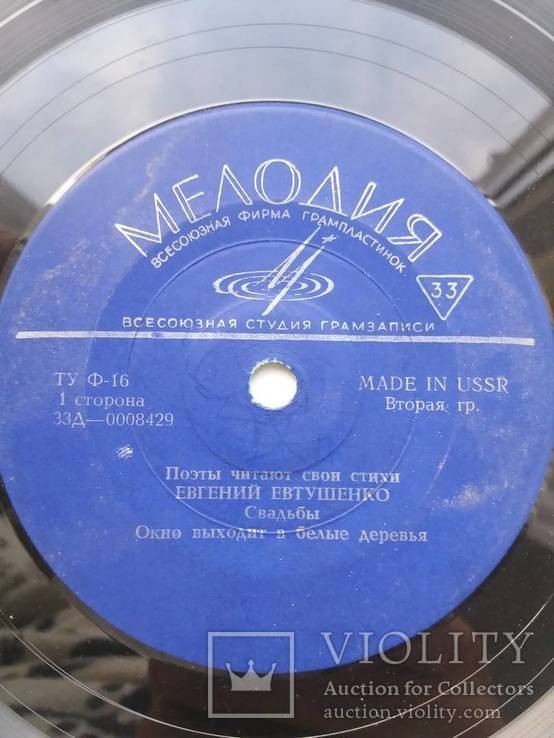 МЕЛОДИЯ
ВСЕСОЮЗНАЯ ФИРМА ГРАМПЛАСТИНОК
33
ВСЕСОЮЗНАЯ СТУДИЯ ГРАМЗАПИСИ
ТУ Ф-16
MADE IN USSR
1 сторона
Вторая гр.
33Д—0008429
Поэты читают свои стихи
ЕВГЕНИЙ ЕВТУШЕНКО
Свадьбы
Окно выходит в белые деревья
VIOLITY
Auction for Collectors
auction.violity.com